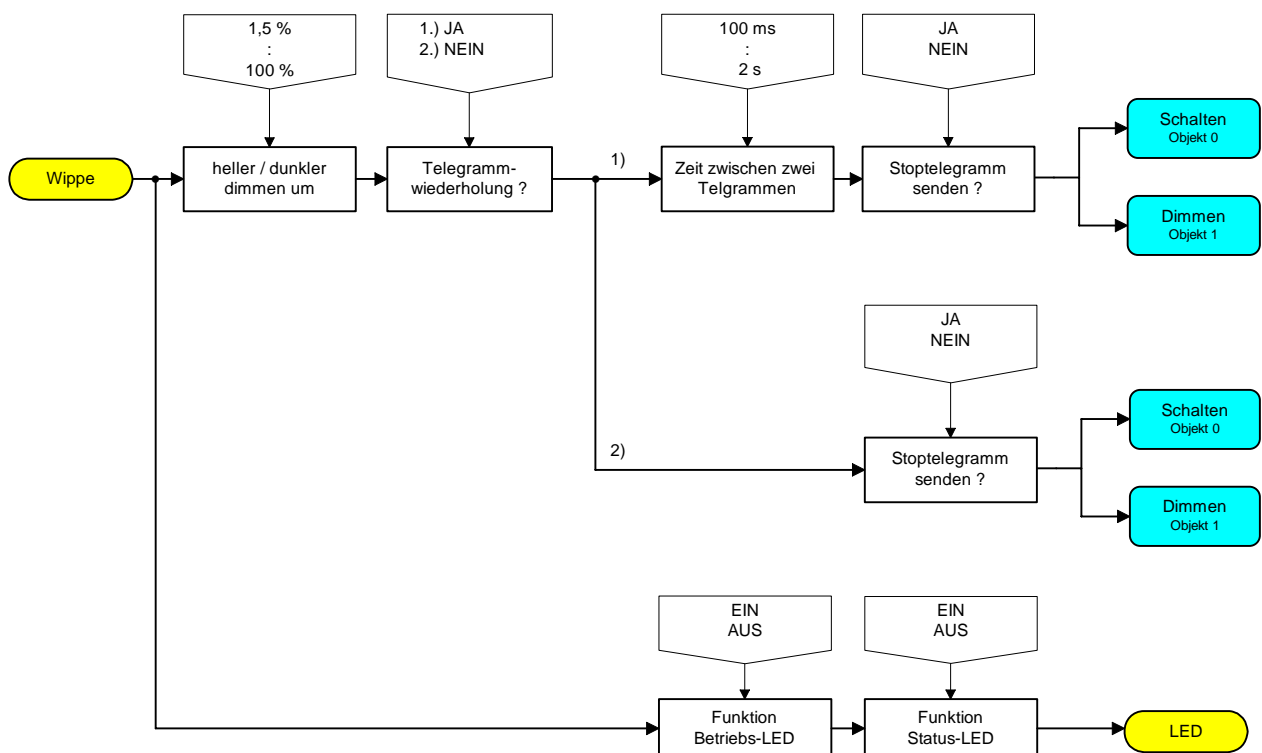 1,5 %
:
100 %
1.) JA
2.) NEIN
100 ms
:
2 s
JA
NEIN
Wippe
heller / dunkler
dimmen um
Telegramm-
wiederholung ?
1)
Zeit zwischen zwei
Telgrammen
Stoptelegramm
senden ?
Schalten
Objekt 0
Dimmen
Objekt 1
JA
NEIN
2)
Stoptelegramm
senden ?
Schalten
Objekt 0
Dimmen
Objekt 1
EIN
AUS
EIN
AUS
Funktion
Betriebs-LED
Funktion
Status-LED
LED